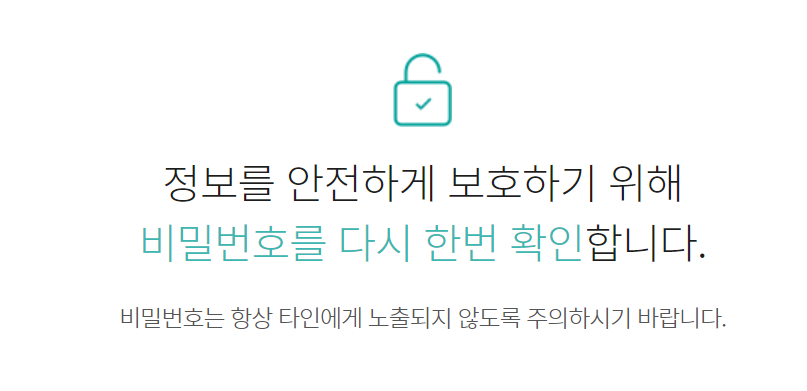 정보를 안전하게 보호하기 위해
비밀번호를 다시 한번 확인합니다.
비밀번호는 항상 타인에게 노출되지 않도록 주의하시기 바랍니다.